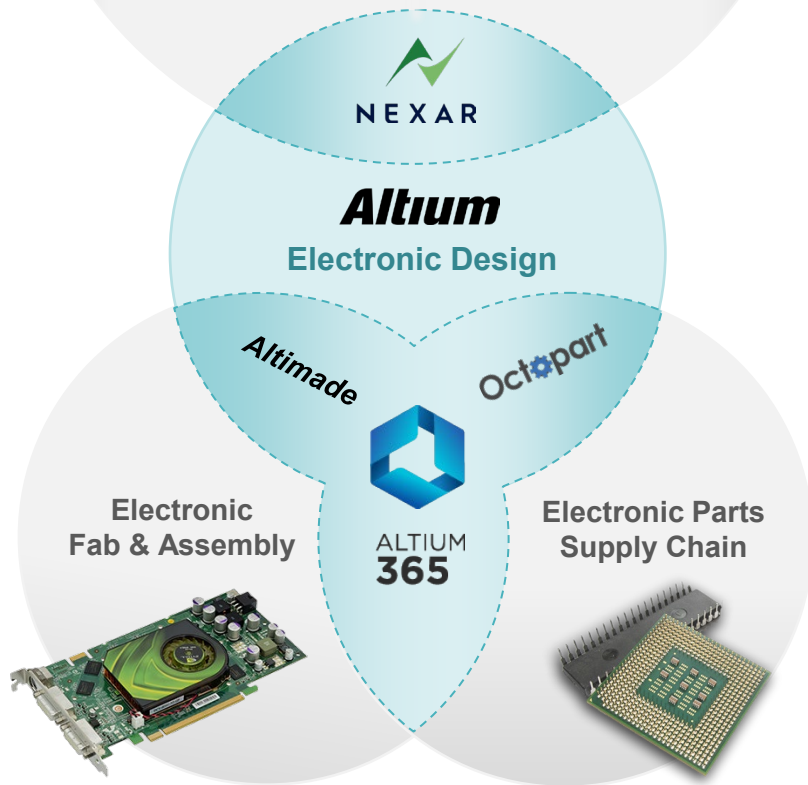 NEXAR
Altium
Electronic Design
Altimade
Octopart
ALTIUM
365
Electronic
Fab & Assembly
Electronic Parts
Supply Chain